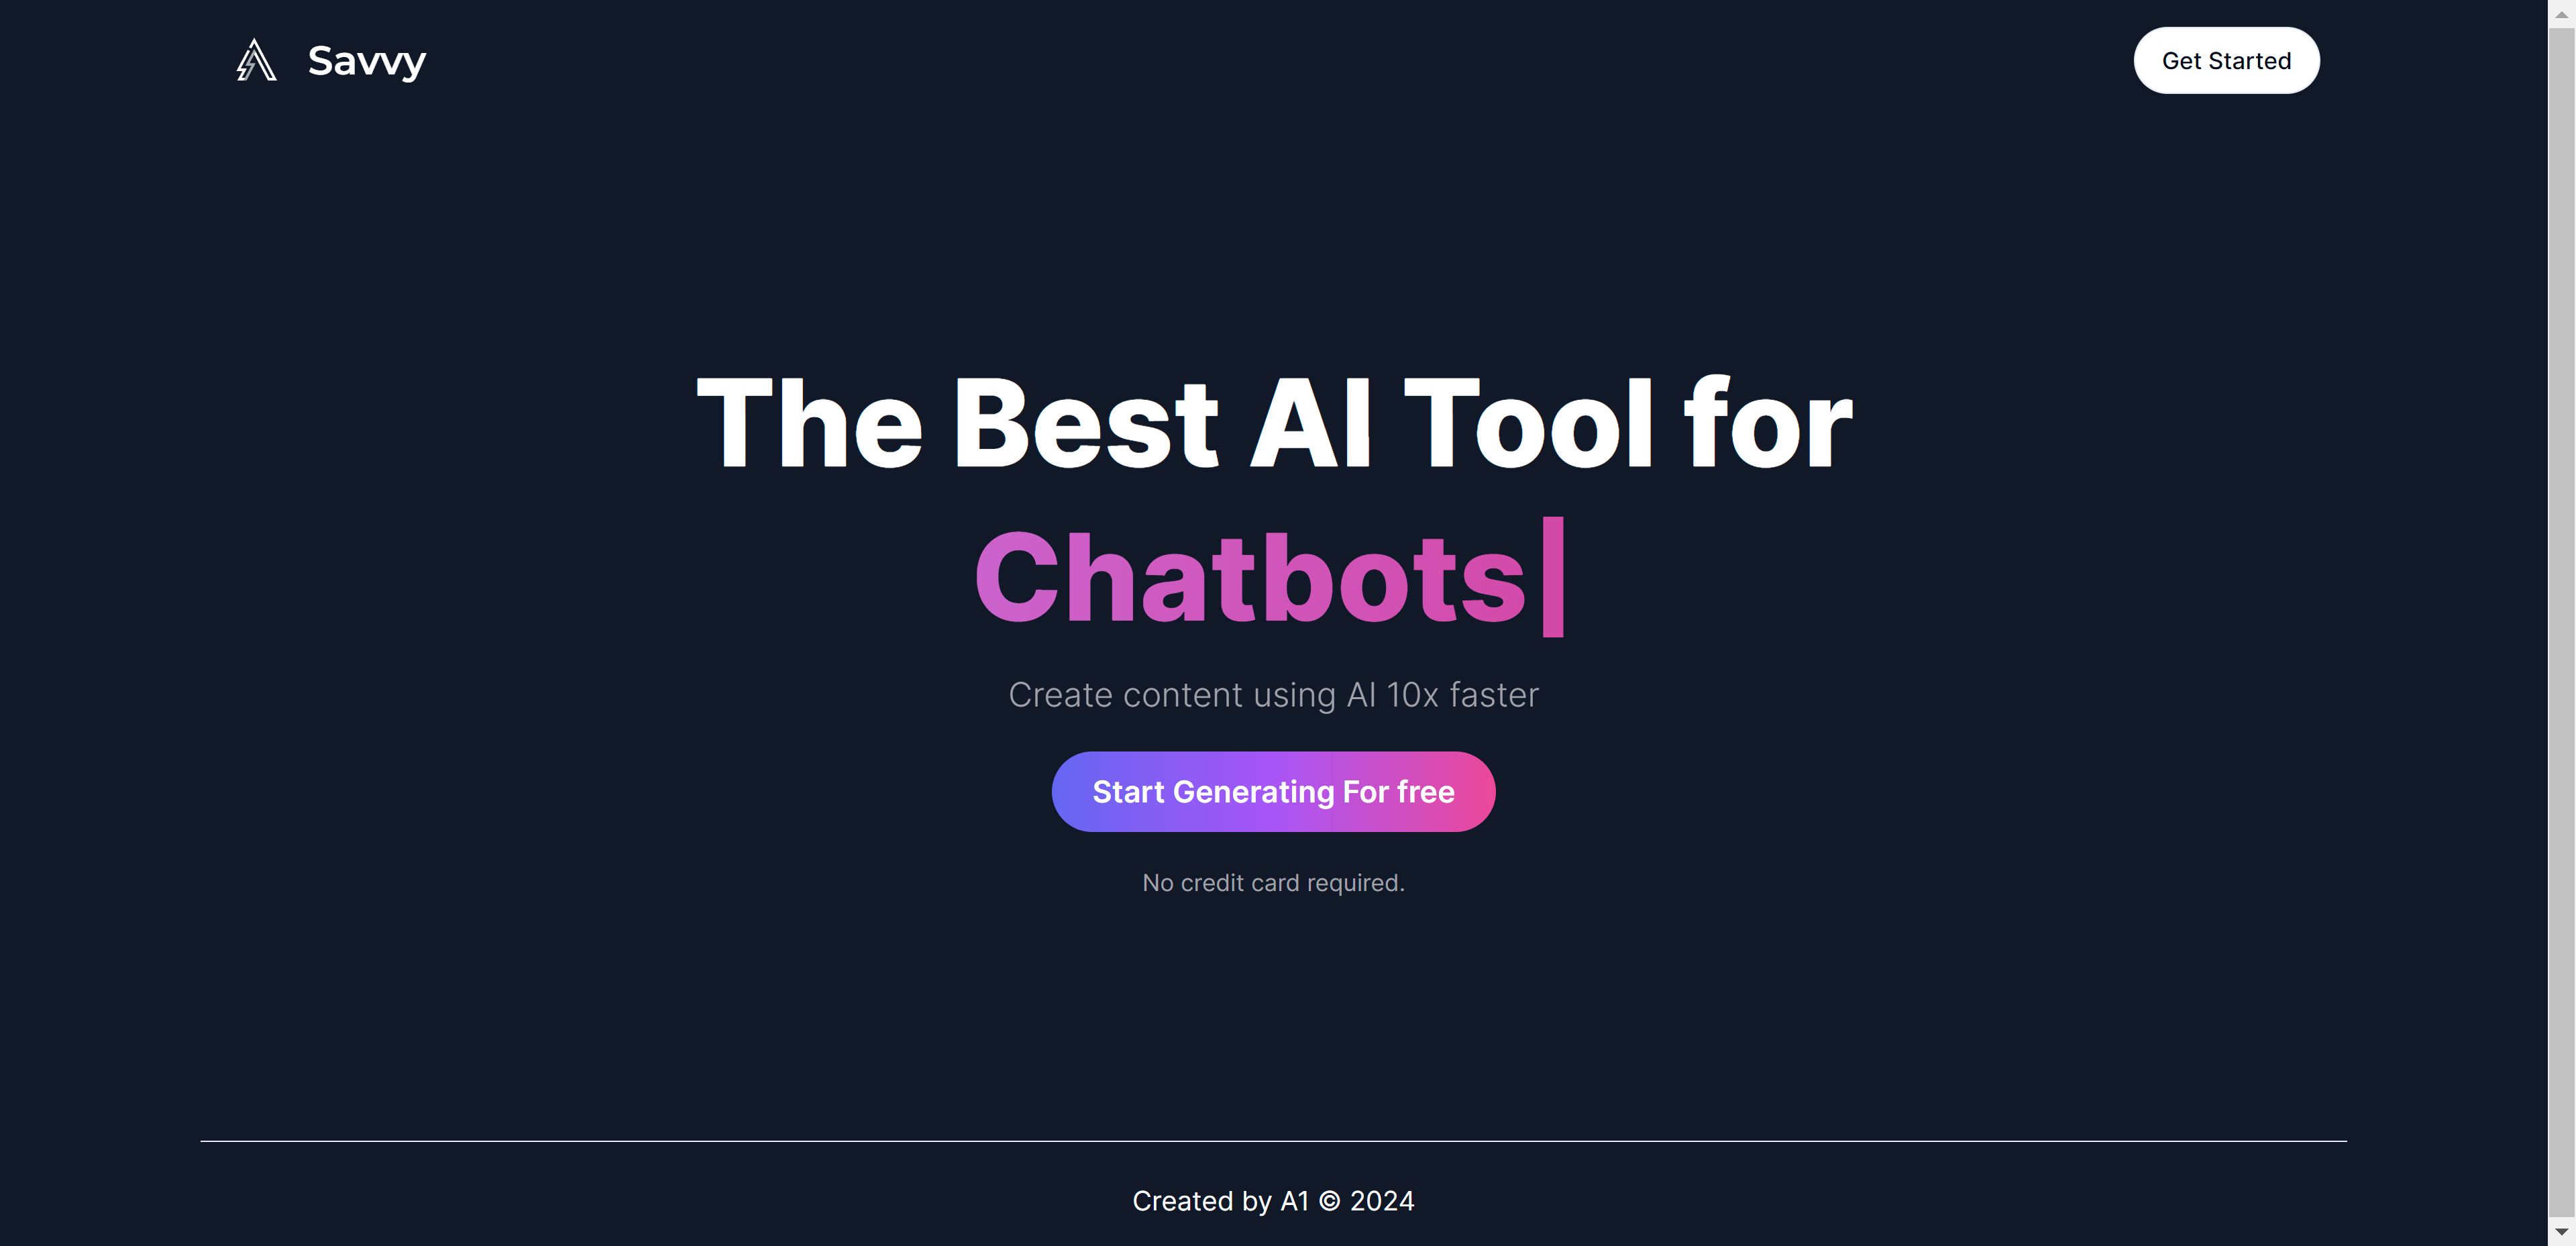 Savvy
Get Started
The Best AI Tool for
Chatbots|
Create content using AI 10x faster
Start Generating For free
No credit card required.
Created by A1 © 2024